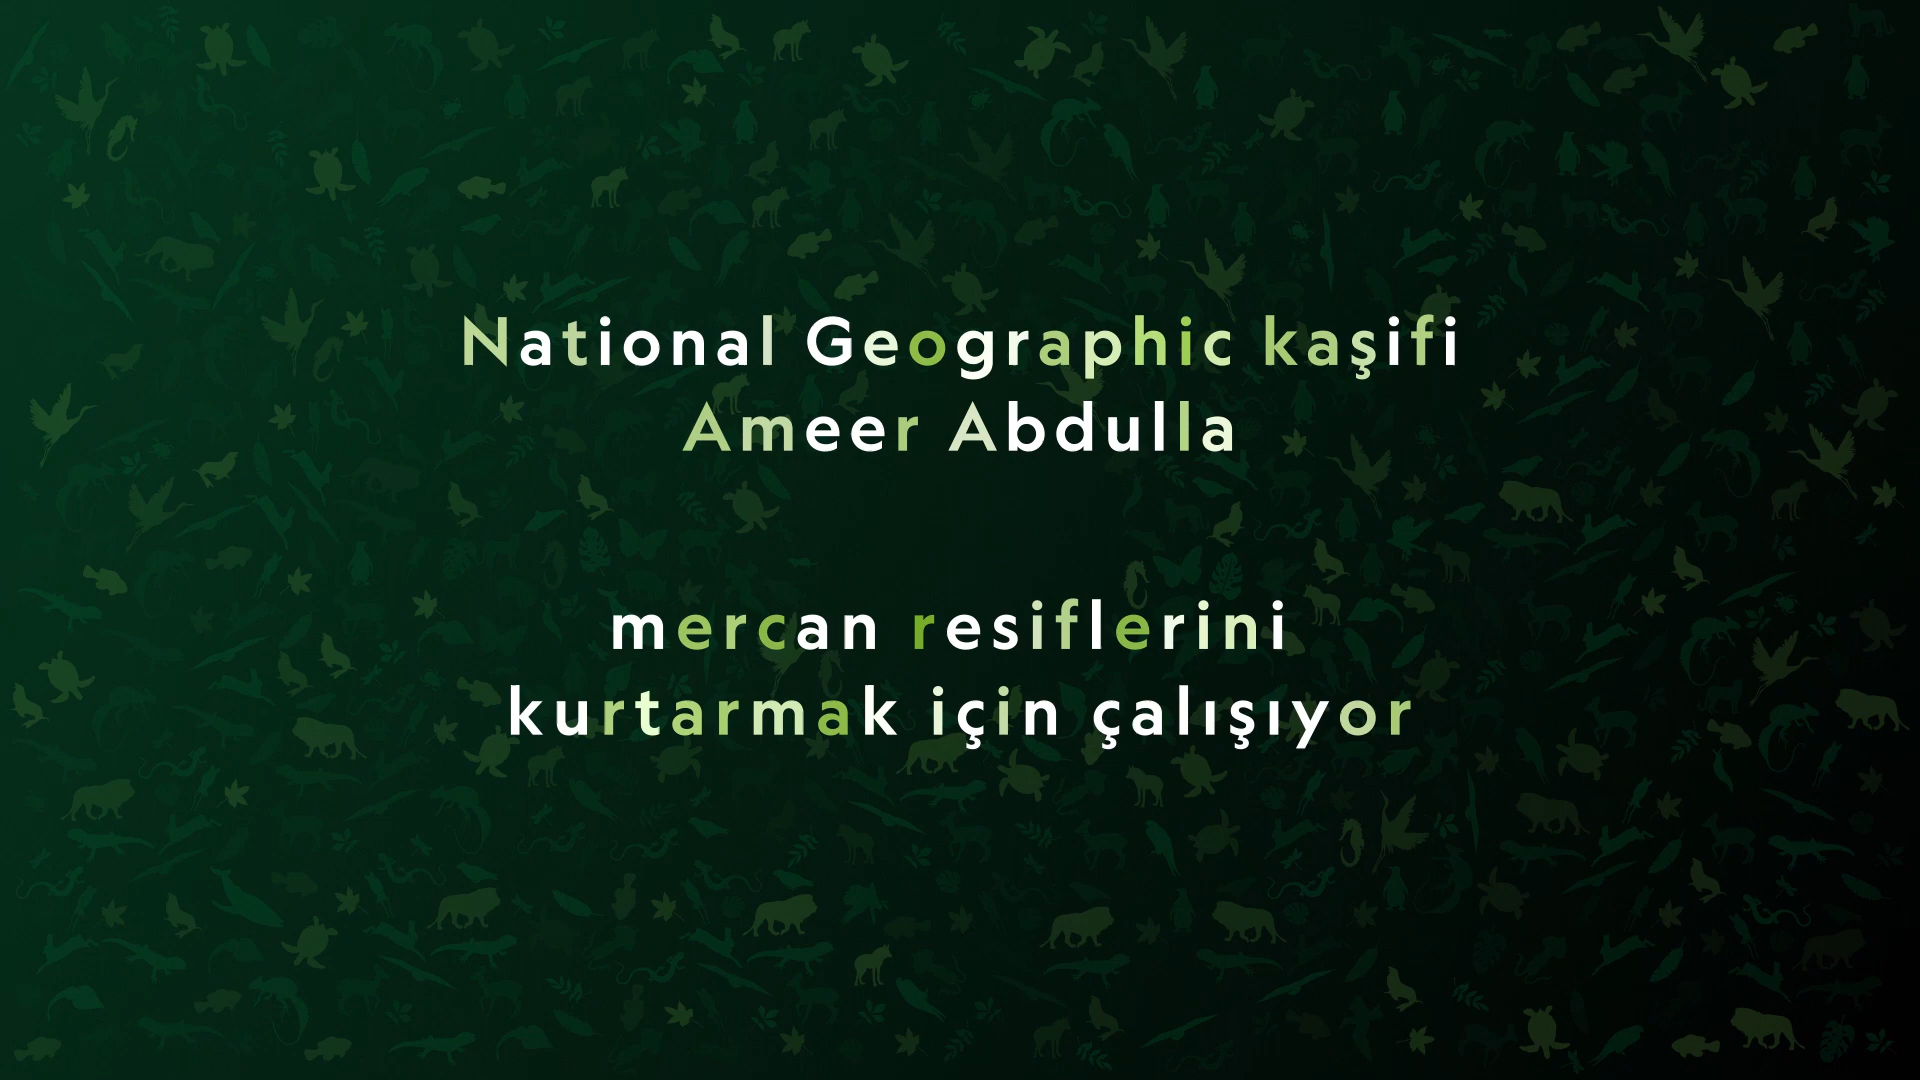 National Geographic kaşifi
Ameer Abdulla
mercan resiflerini
kurtarmak için çalışıyor